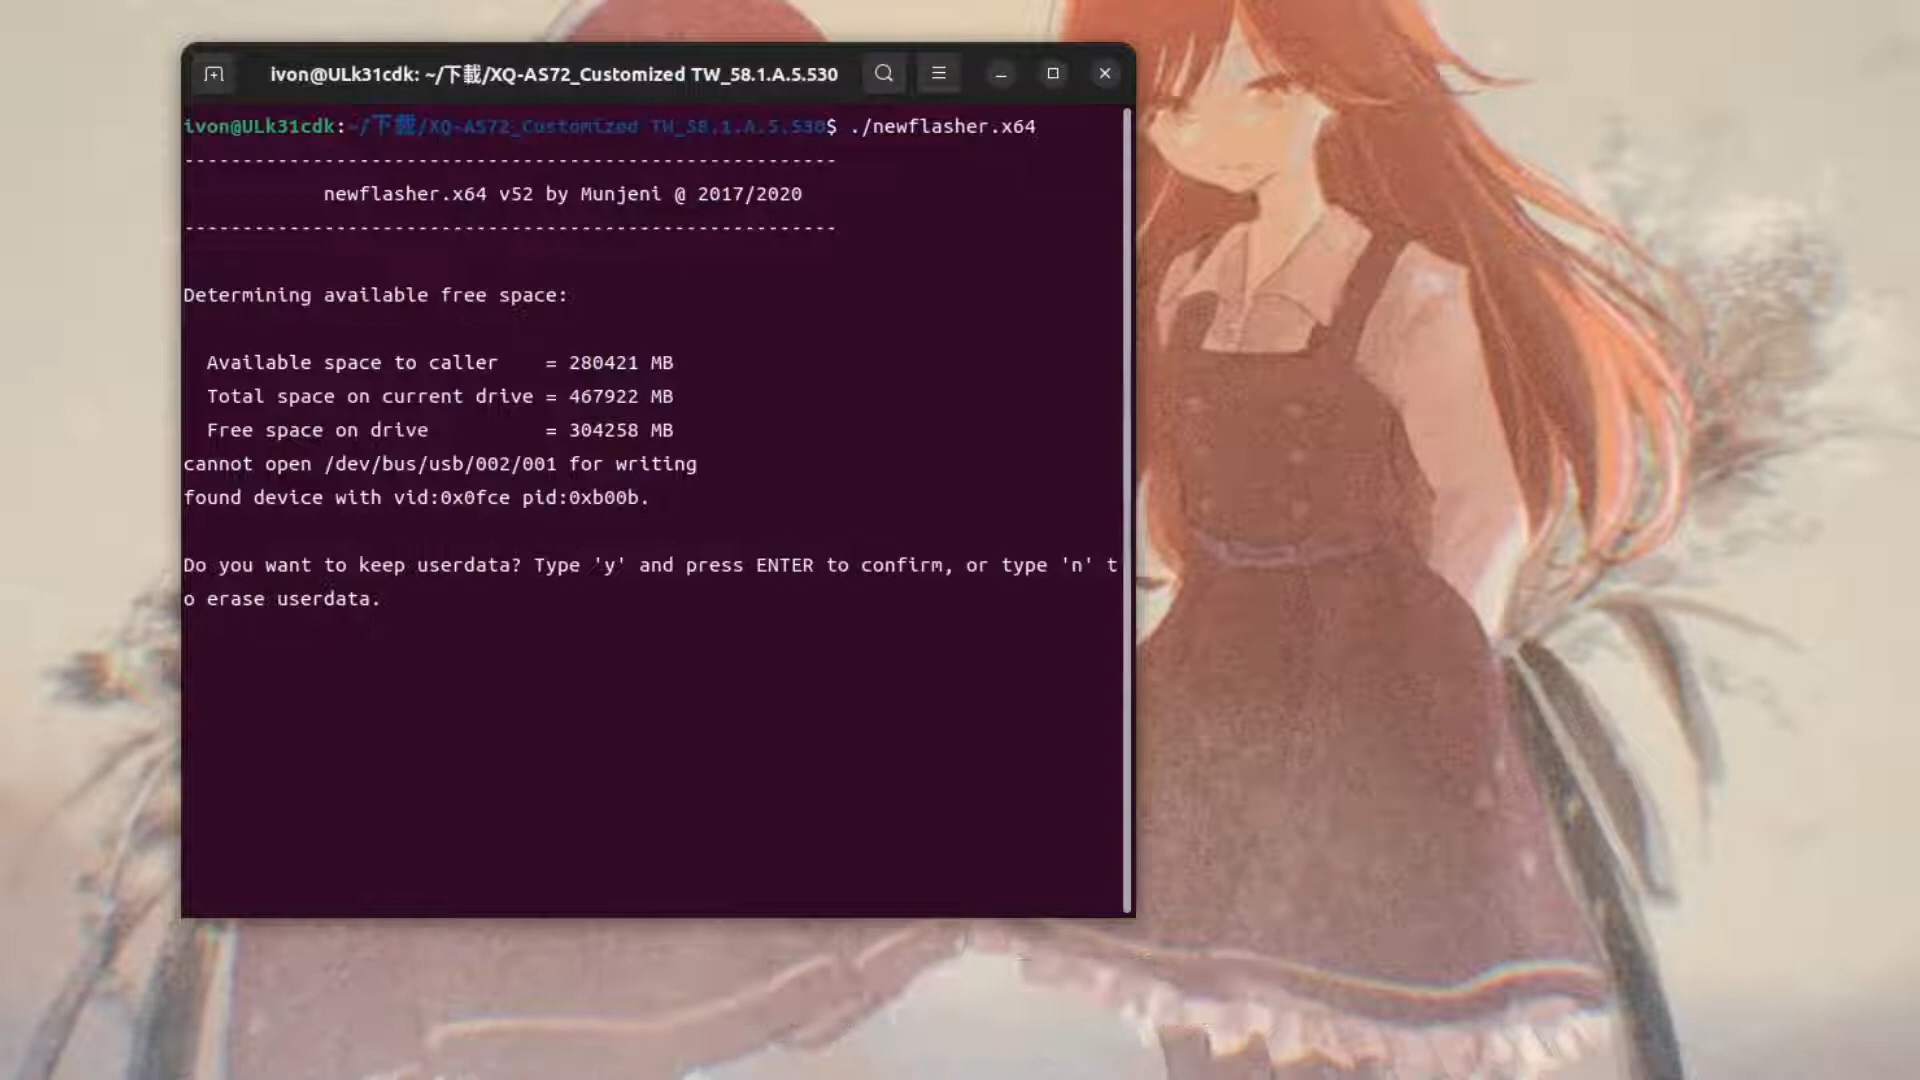 ivon@ULk31cdk: ~/下載/XQ-AS72_Customized TW_58.1.A.5.530
ivon@ULk31cdk:~/下載/XQ-AS72_Customized TW_58.1.A.5.530$ ./newflasher.x64
--------------------------------------------------------
newflasher.x64 v52 by Munjeni @ 2017/2020
--------------------------------------------------------
Determining available free space:
Available space to caller    = 280421 MB
Total space on current drive = 467922 MB
Free space on drive          = 304258 MB
cannot open /dev/bus/usb/002/001 for writing
found device with vid:0x0fce pid:0xb00b.
Do you want to keep userdata? Type 'y' and press ENTER to confirm, or type 'n' t
o erase userdata.